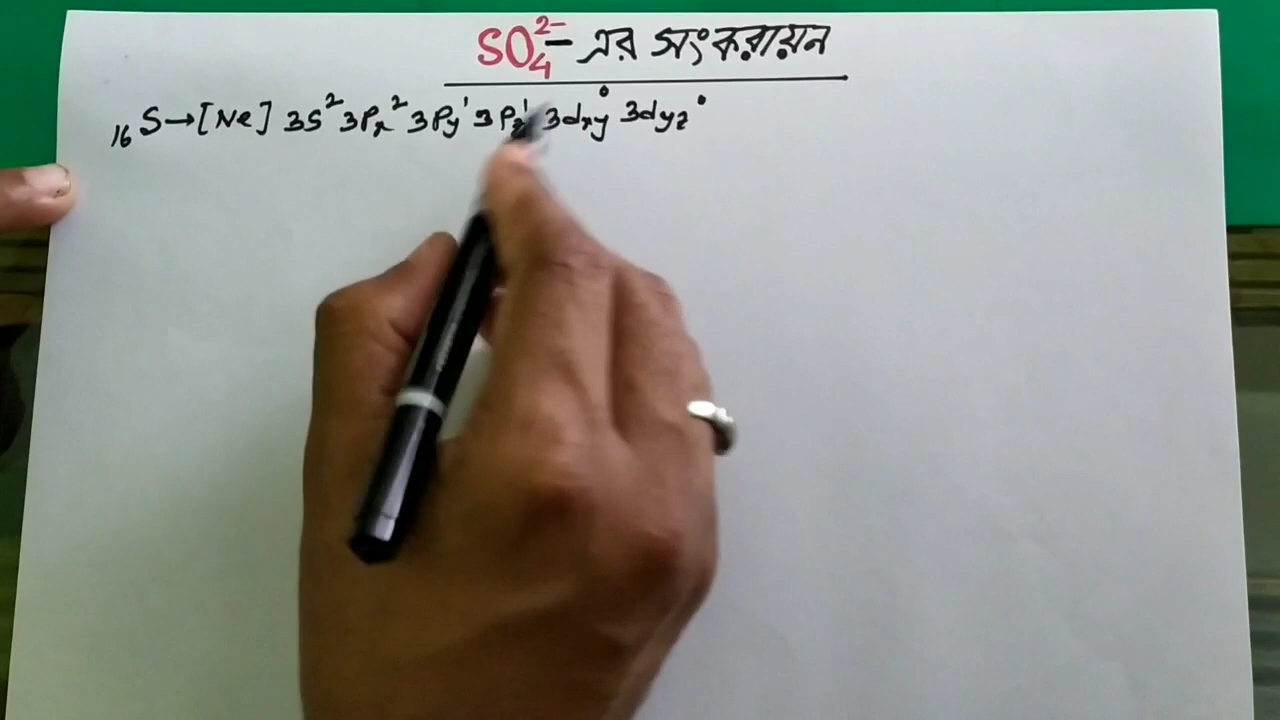 SO₄²⁻ - এর সংকরায়ন
₁₆S→[Ne] 3s² 3Pₓ² 3Py¹ 3Pz¹ 3dxy⁰ 3dyz⁰